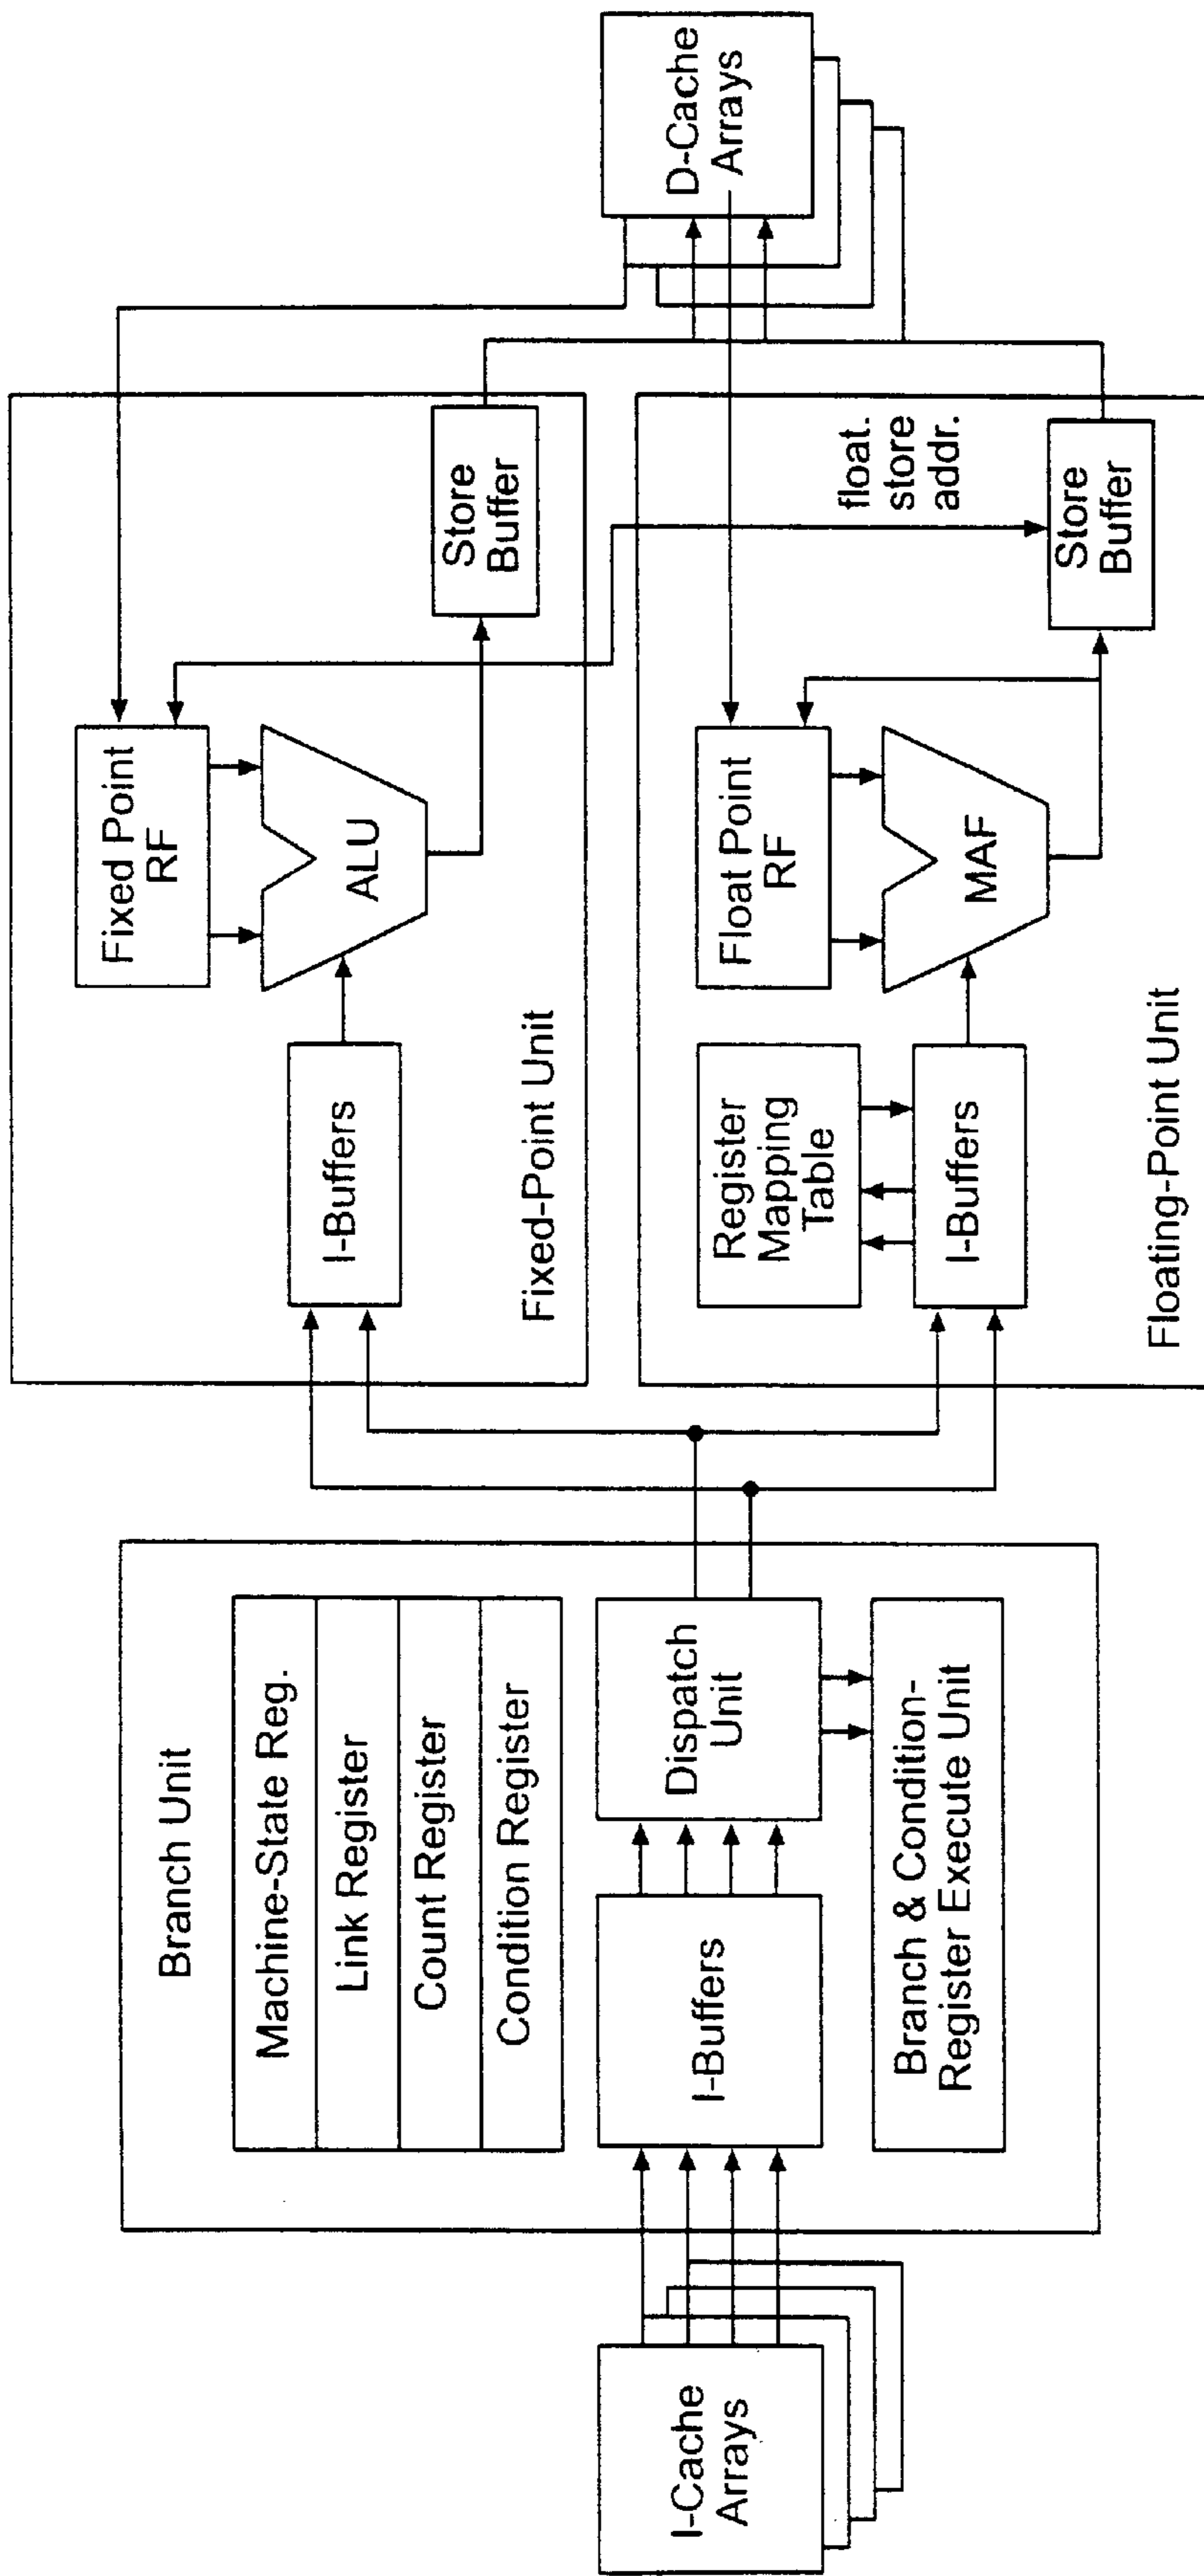 I-Cache
Arrays
Branch Unit
Machine-State Reg.
Link Register
Count Register
Condition Register
I-Buffers
Dispatch
Unit
Branch & Condition-
Register Execute Unit
Fixed Point
RF
ALU
I-Buffers
Store
Buffer
Fixed-Point Unit
Register
Mapping
Table
I-Buffers
Float Point
RF
MAF
float.
store
addr.
Store
Buffer
Floating-Point Unit
D-Cache
Arrays